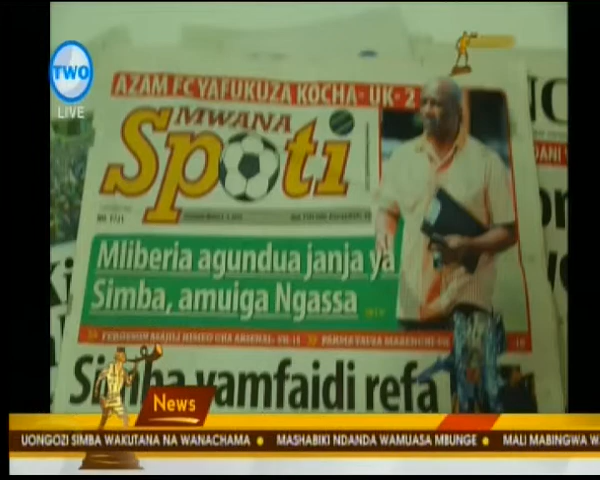 TWO
LIVE
AZAM FC YAFUKUZA KOCHA - UK - 2
MWANA
Spoti
Mliberia agundua janja ya
Simba, amuiga Ngassa
Simba yamfaidi refa
News
UONGOZI SIMBA WAKUTANA NA WANACHAMA • MASHABIKI NDANDA WAMUASA MBUNGE • MALI MABINGWA W